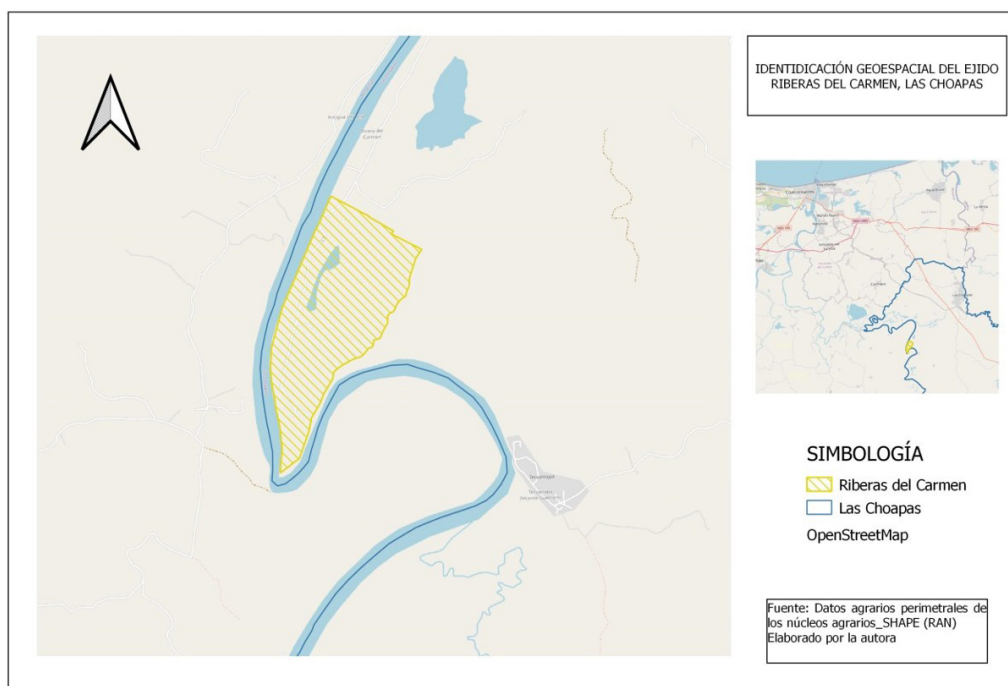 IDENTIDICACIÓN GEOESPACIAL DEL EJIDO
RIBERAS DEL CARMEN, LAS CHOAPAS
SIMBOLOGÍA
Riberas del Carmen
Las Choapas
OpenStreetMap
Fuente: Datos agrarios perimetrales de
los núcleos agrarios_SHAPE (RAN)
Elaborado por la autora